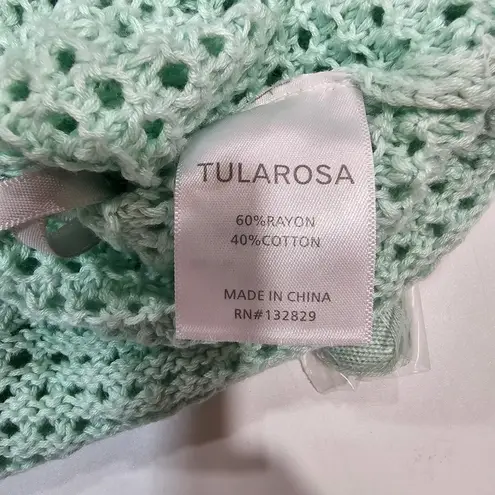 TULAROSA
60%RAYON
40%COTTON
MADE IN CHINA
RN#132829